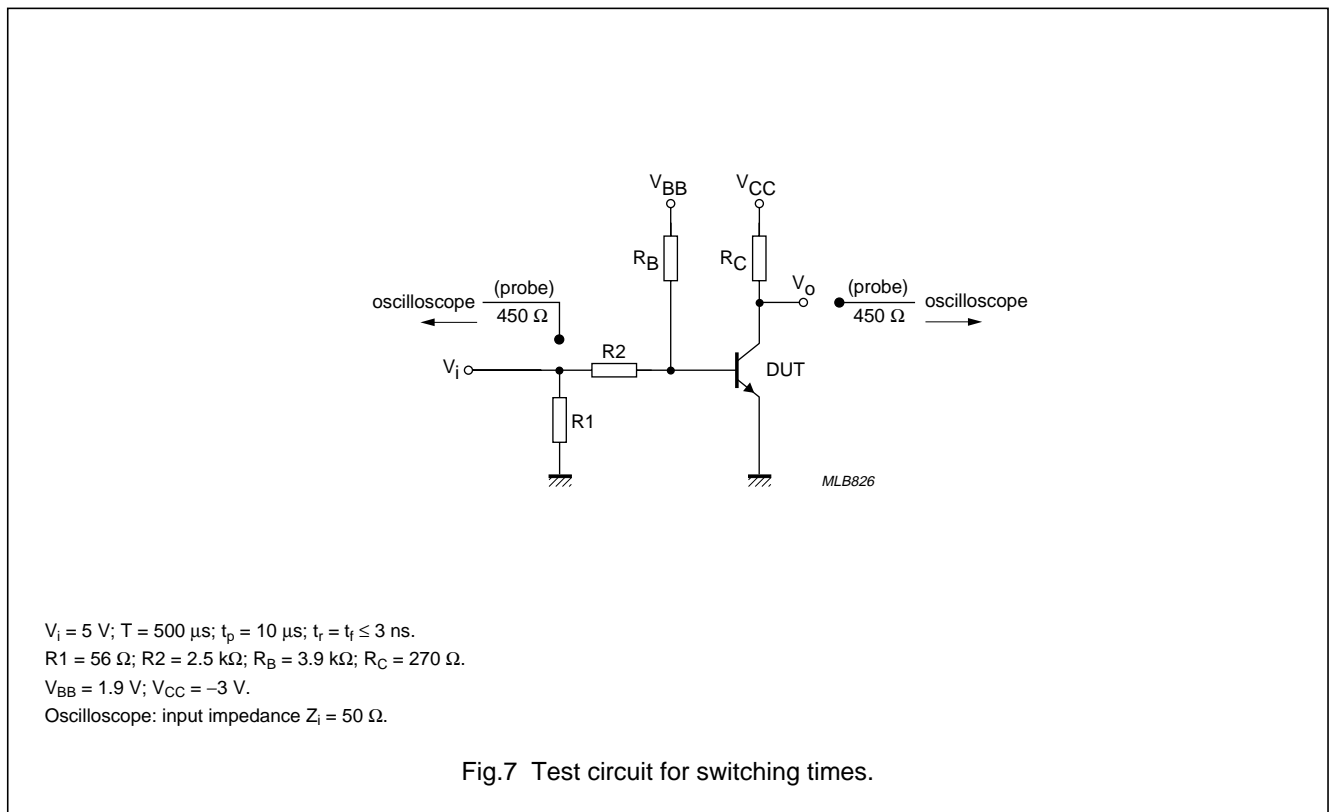 V_BB V_CC
R_B R_C
V_o
(probe) (probe)
oscilloscope oscilloscope
450 Ω 450 Ω
R2
V_i DUT
R1
MLB826
V_i = 5 V; T = 500 µs; t_p = 10 µs; t_r = t_f ≤ 3 ns.
R1 = 56 Ω; R2 = 2.5 kΩ; R_B = 3.9 kΩ; R_C = 270 Ω.
V_BB = 1.9 V; V_CC = −3 V.
Oscilloscope: input impedance Z_i = 50 Ω.
Fig.7 Test circuit for switching times.